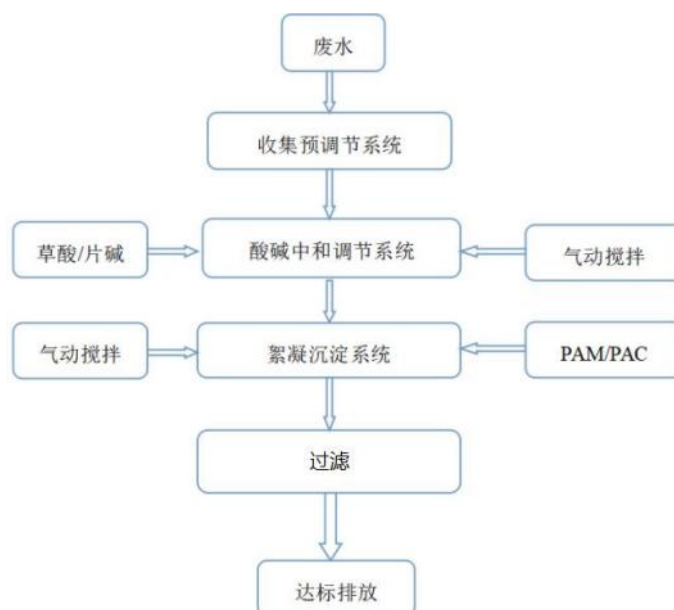 废水
收集预调节系统
草酸/片碱
酸碱中和调节系统
气动搅拌
气动搅拌
絮凝沉淀系统
PAM/PAC
过滤
达标排放